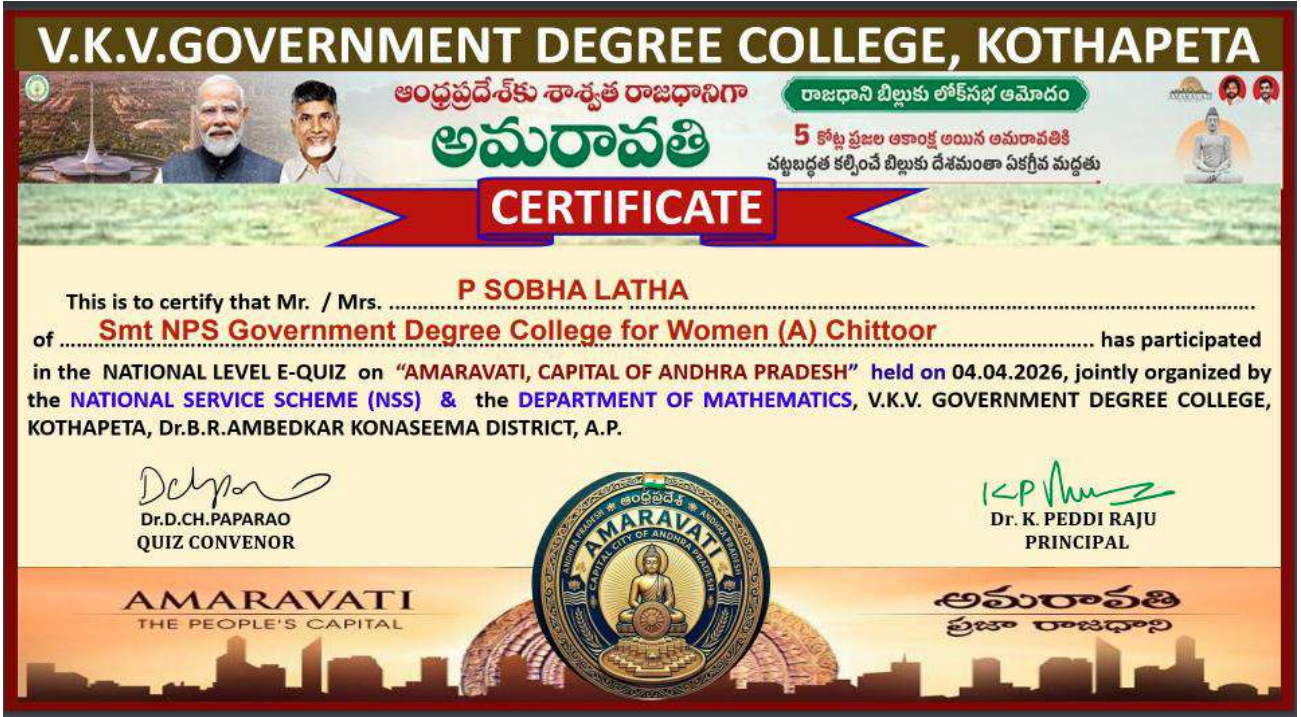 V.K.V.GOVERNMENT DEGREE COLLEGE, KOTHAPETA
ఆంధ్రప్రదేశ్‌కు శాశ్వత రాజధానిగా
అమరావతి
రాజధాని బిల్లుకు లోక్‌సభ ఆమోదం
5 కోట్ల ప్రజల ఆకాంక్ష అయిన అమరావతికి
చట్టబద్ధత కల్పించే బిల్లుకు దేశమంతా ఏకగ్రీవ మద్దతు
AMARAVATI
CERTIFICATE
This is to certify that Mr. / Mrs. P SOBHA LATHA
of Smt NPS Government Degree College for Women (A) Chittoor has participated
in the NATIONAL LEVEL E-QUIZ on “AMARAVATI, CAPITAL OF ANDHRA PRADESH” held on 04.04.2026, jointly organized by
the NATIONAL SERVICE SCHEME (NSS) & the DEPARTMENT OF MATHEMATICS, V.K.V. GOVERNMENT DEGREE COLLEGE,
KOTHAPETA, Dr.B.R.AMBEDKAR KONASEEMA DISTRICT, A.P.
Dr.D.CH.PAPARAO
QUIZ CONVENOR
Dr. K. PEDDI RAJU
PRINCIPAL
ఆంధ్రప్రదేశ్
ANDHRA PRADESH ANDHRA PRADESH
AMARAVATI
CAPITAL CITY OF ANDHRA PRADESH
AMARAVATI
THE PEOPLE'S CAPITAL
అమరావతి
ప్రజా రాజధాని